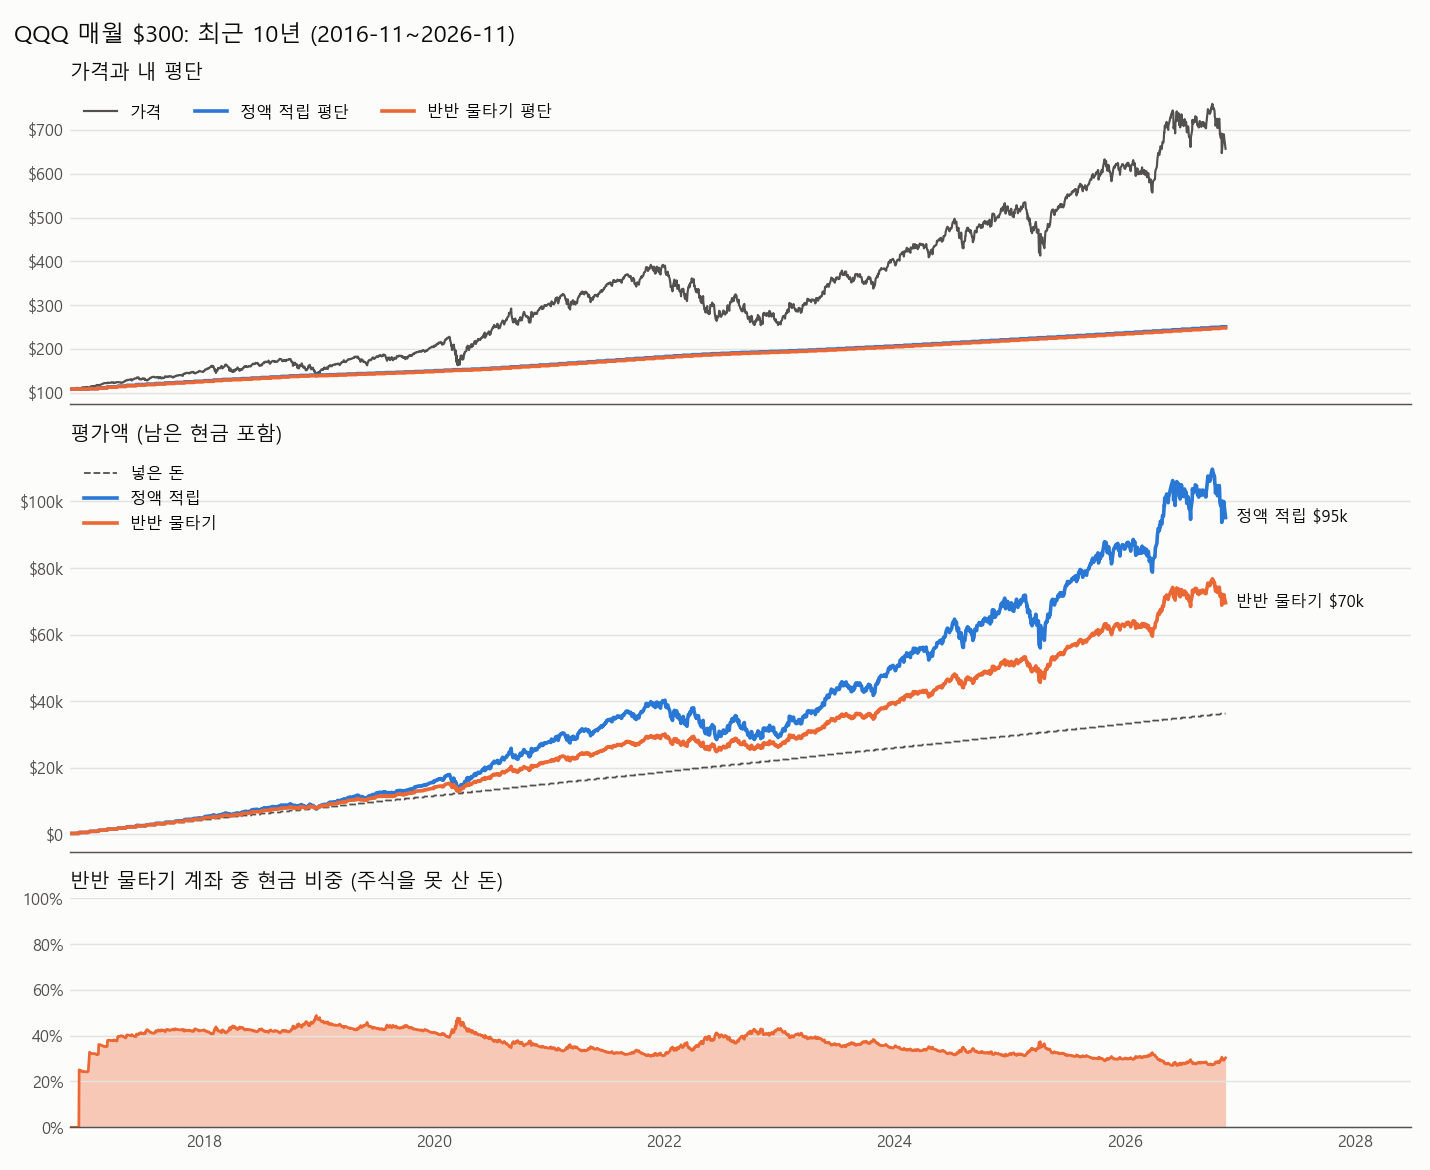 QQQ 매월 $300: 최근 10년 (2016-11~2026-11)
가격과 내 평단
가격 정액 적립 평단 반반 물타기 평단
$700
$600
$500
$400
$300
$200
$100
평가액 (남은 현금 포함)
넣은 돈
정액 적립
반반 물타기
$100k
$80k
$60k
$40k
$20k
$0
정액 적립 $95k
반반 물타기 $70k
반반 물타기 계좌 중 현금 비중 (주식을 못 산 돈)
100%
80%
60%
40%
20%
0%
2018 2020 2022 2024 2026 2028